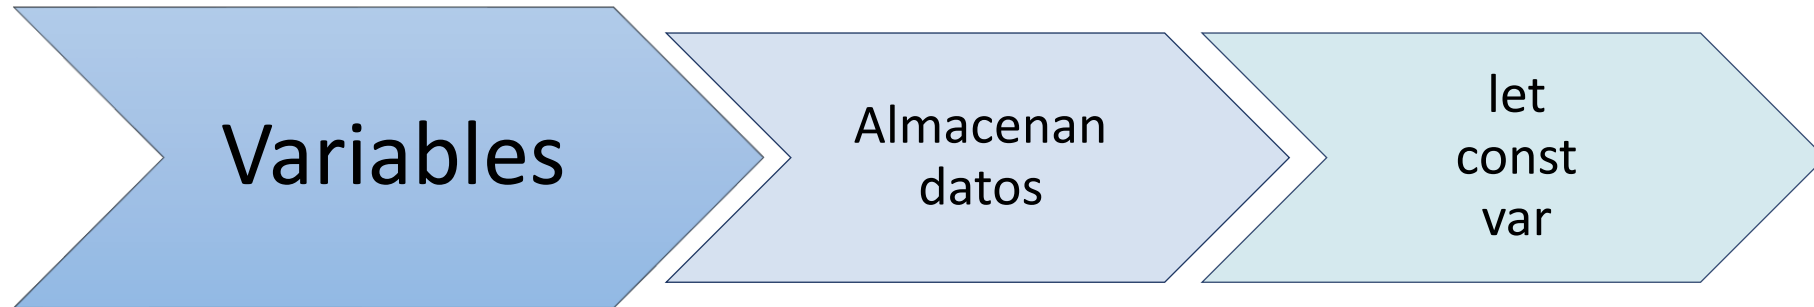 Variables
Almacenan
datos
let
const
var